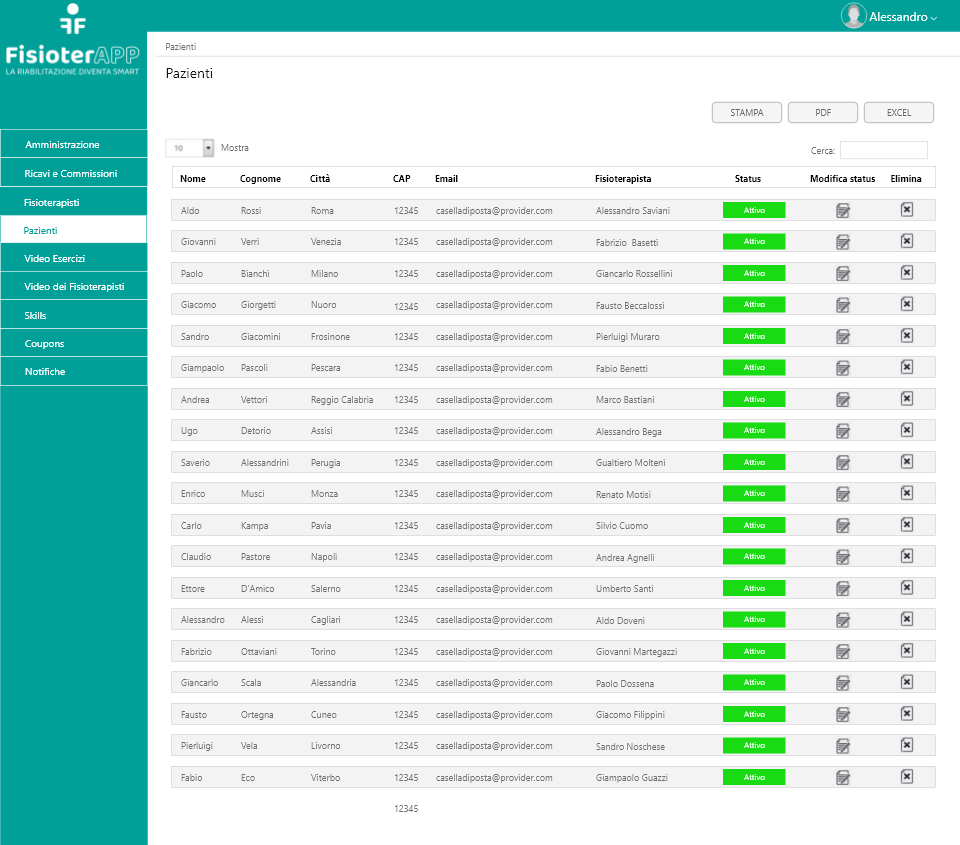 Alessandro
FisioterAPP
LA RIABILITAZIONE DIVENTA SMART
Amministrazione
Ricavi e Commissioni
Fisioterapisti
Pazienti
Video Esercizi
Video dei Fisioterapisti
Skills
Coupons
Notifiche
Pazienti
Pazienti
STAMPA PDF EXCEL
10 Mostra Cerca:
Nome Cognome Città CAP Email Fisioterapista Status Modifica status Elimina
Aldo Rossi Roma 12345 caselladiposta@provider.com Alessandro Saviani Attivo
Giovanni Verri Venezia 12345 caselladiposta@provider.com Fabrizio Basetti Attivo
Paolo Bianchi Milano 12345 caselladiposta@provider.com Giancarlo Rossellini Attivo
Giacomo Giorgetti Nuoro 12345 caselladiposta@provider.com Fausto Beccalossi Attivo
Sandro Giacomini Frosinone 12345 caselladiposta@provider.com Pierluigi Muraro Attivo
Giampaolo Pascoli Pescara 12345 caselladiposta@provider.com Fabio Benetti Attivo
Andrea Vettori Reggio Calabria 12345 caselladiposta@provider.com Marco Bastiani Attivo
Ugo Detorio Assisi 12345 caselladiposta@provider.com Alessandro Bega Attivo
Saverio Alessandrini Perugia 12345 caselladiposta@provider.com Gualtiero Molteni Attivo
Enrico Musci Monza 12345 caselladiposta@provider.com Renato Motisi Attivo
Carlo Kampa Pavia 12345 caselladiposta@provider.com Silvio Cuomo Attivo
Claudio Pastore Napoli 12345 caselladiposta@provider.com Andrea Agnelli Attivo
Ettore D'Amico Salerno 12345 caselladiposta@provider.com Umberto Santi Attivo
Alessandro Alessi Cagliari 12345 caselladiposta@provider.com Aldo Doveni Attivo
Fabrizio Ottaviani Torino 12345 caselladiposta@provider.com Giovanni Martegazzi Attivo
Giancarlo Scala Alessandria 12345 caselladiposta@provider.com Paolo Dossena Attivo
Fausto Ortegna Cuneo 12345 caselladiposta@provider.com Giacomo Filippini Attivo
Pierluigi Vela Livorno 12345 caselladiposta@provider.com Sandro Noschese Attivo
Fabio Eco Viterbo 12345 caselladiposta@provider.com Giampaolo Guazzi Attivo
12345